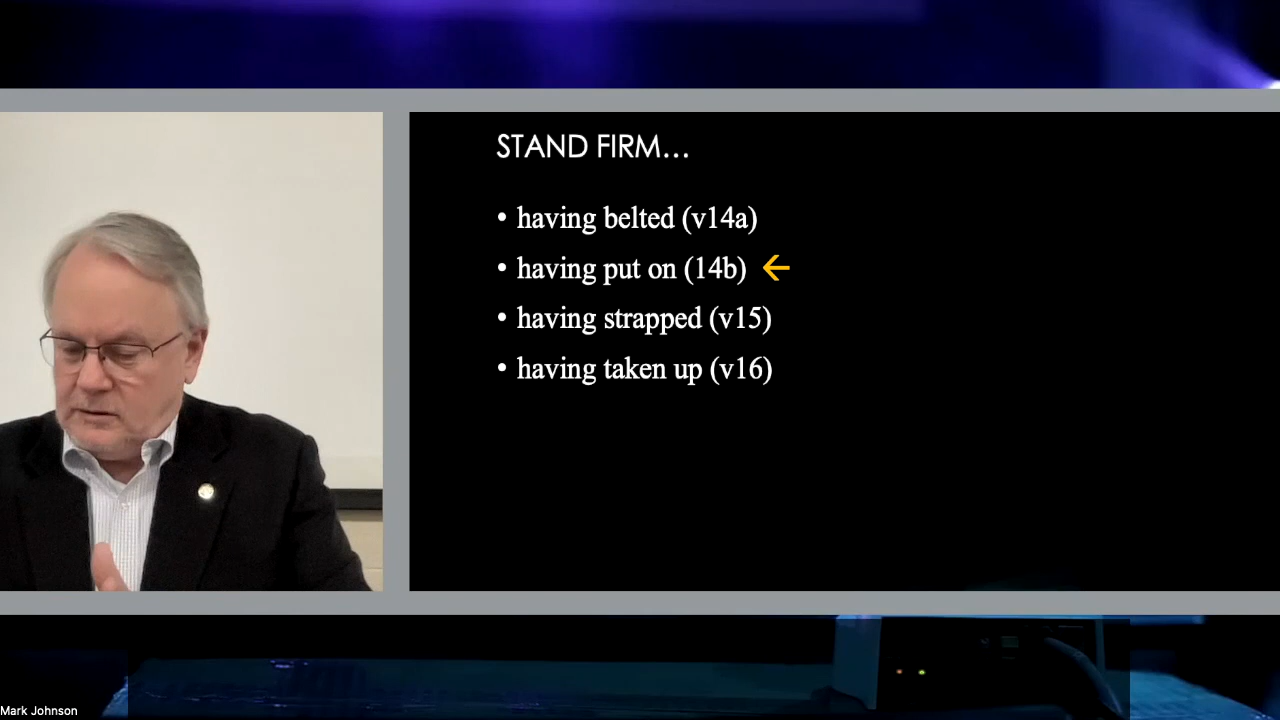 STAND FIRM...
• having belted (v14a)
• having put on (14b) ←
• having strapped (v15)
• having taken up (v16)
Mark Johnson